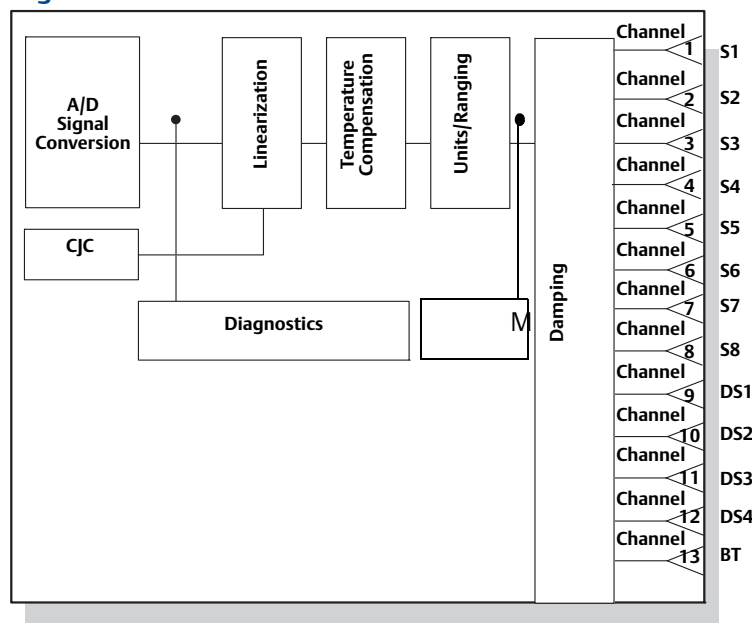 A/D
Signal
Conversion
Linearization
Temperature
Compensation
Units/Ranging
CJC
Diagnostics
M
Damping
Channel
1 S1
Channel
2 S2
Channel
3 S3
Channel
4 S4
Channel
5 S5
Channel
6 S6
Channel
7 S7
Channel
8 S8
Channel
9 DS1
Channel
10 DS2
Channel
11 DS3
Channel
12 DS4
Channel
13 BT